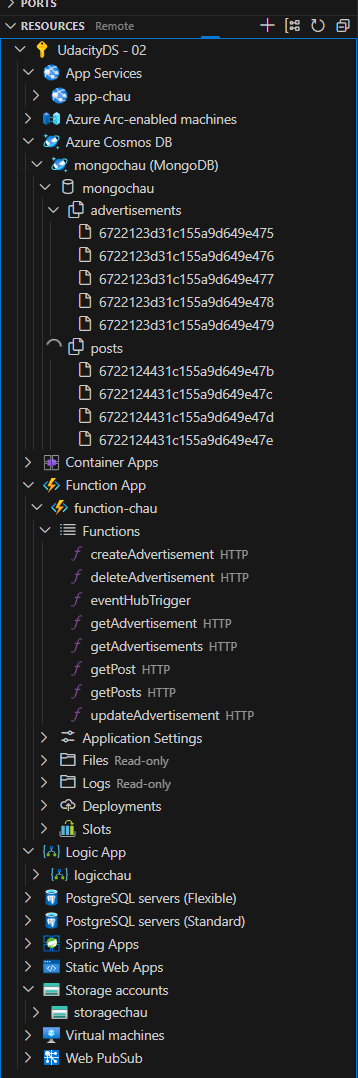 PORTS
RESOURCES Remote
UdacityDS - 02
App Services
app-chau
Azure Arc-enabled machines
Azure Cosmos DB
mongochau (MongoDB)
mongochau
advertisements
6722123d31c155a9d649e475
6722123d31c155a9d649e476
6722123d31c155a9d649e477
6722123d31c155a9d649e478
6722123d31c155a9d649e479
posts
6722124431c155a9d649e47b
6722124431c155a9d649e47c
6722124431c155a9d649e47d
6722124431c155a9d649e47e
Container Apps
Function App
function-chau
Functions
createAdvertisement HTTP
deleteAdvertisement HTTP
eventHubTrigger
getAdvertisement HTTP
getAdvertisements HTTP
getPost HTTP
getPosts HTTP
updateAdvertisement HTTP
Application Settings
Files Read-only
Logs Read-only
Deployments
Slots
Logic App
logicchau
PostgreSQL servers (Flexible)
PostgreSQL servers (Standard)
Spring Apps
Static Web Apps
Storage accounts
storagechau
Virtual machines
Web PubSub